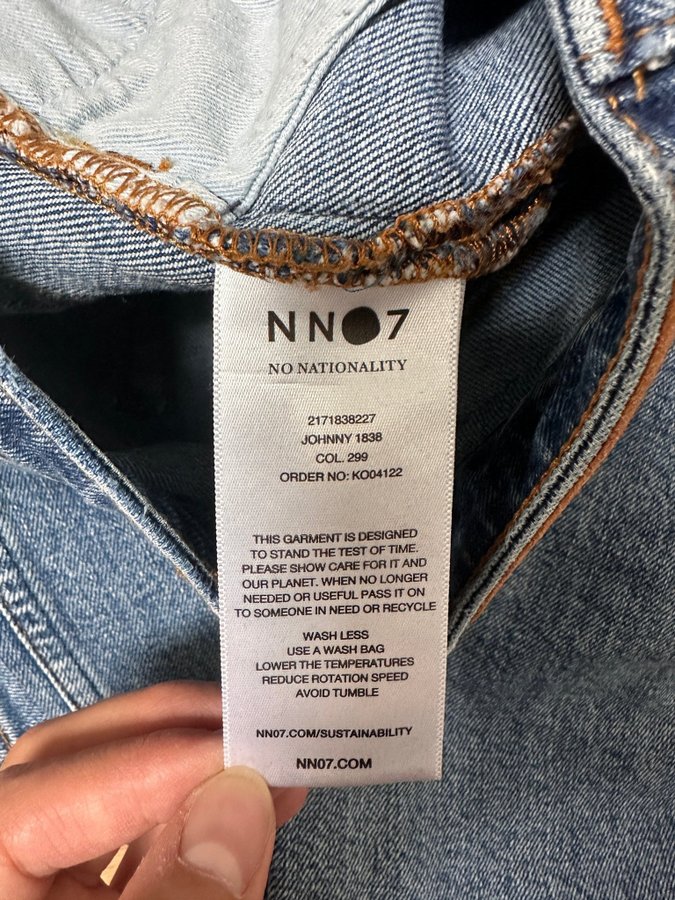 NN07
NO NATIONALITY
2171838227
JOHNNY 1838
COL. 299
ORDER NO: KO04122
THIS GARMENT IS DESIGNED
TO STAND THE TEST OF TIME.
PLEASE SHOW CARE FOR IT AND
OUR PLANET. WHEN NO LONGER
NEEDED OR USEFUL PASS IT ON
TO SOMEONE IN NEED OR RECYCLE
WASH LESS
USE A WASH BAG
LOWER THE TEMPERATURES
REDUCE ROTATION SPEED
AVOID TUMBLE
NN07.COM/SUSTAINABILITY
NN07.COM